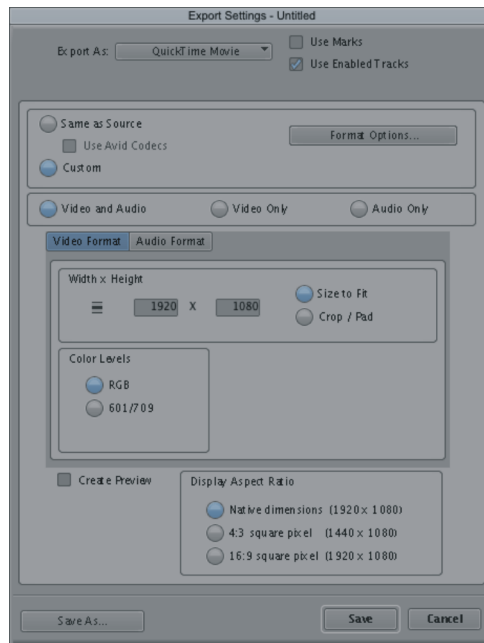 Export Settings - Untitled
Export As: QuickTime Movie
Use Marks
Use Enabled Tracks
Same as Source
Use Avid Codecs
Format Options...
Custom
Video and Audio Video Only Audio Only
Video Format Audio Format
Width x Height
1920 X 1080
Size to Fit
Crop / Pad
Color Levels
RGB
601/709
Create Preview
Display Aspect Ratio
Native dimensions (1920 x 1080)
4:3 square pixel (1440 x 1080)
16:9 square pixel (1920 x 1080)
Save As... Save Cancel